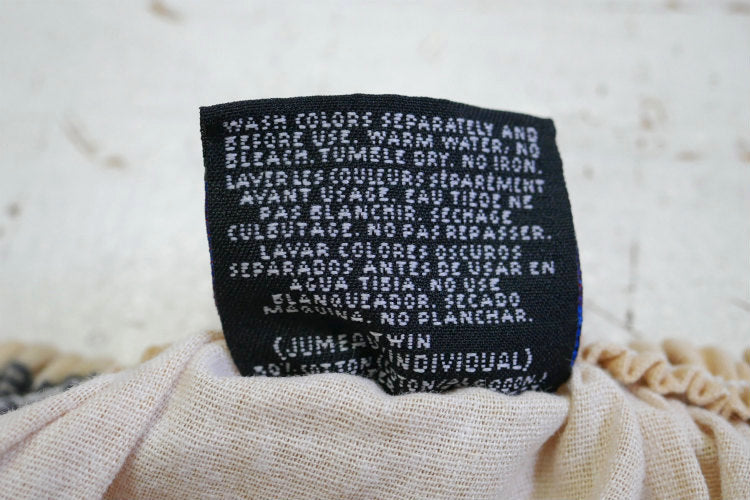 WASH COLORS SEPARATELY AND
BEFORE USE. WARM WATER, NO
BLEACH, TUMBLE DRY, NO IRON.
LAVER LES COULEURS SEPAREMENT
AVANT USAGE. EAU TIEDE NE
PAS BLANCHIR. SECHAGE
CULBUTAGE. NO PAS REPASSER.
LAVAR COLORES OSCUROS
SEPARADOS ANTES DE USAR EN
AGUA TIBIA, NO USE
BLANQUEADOR, SECADO
MAQUINA, NO PLANCHAR.
TWIN
INDIVIDUAL)